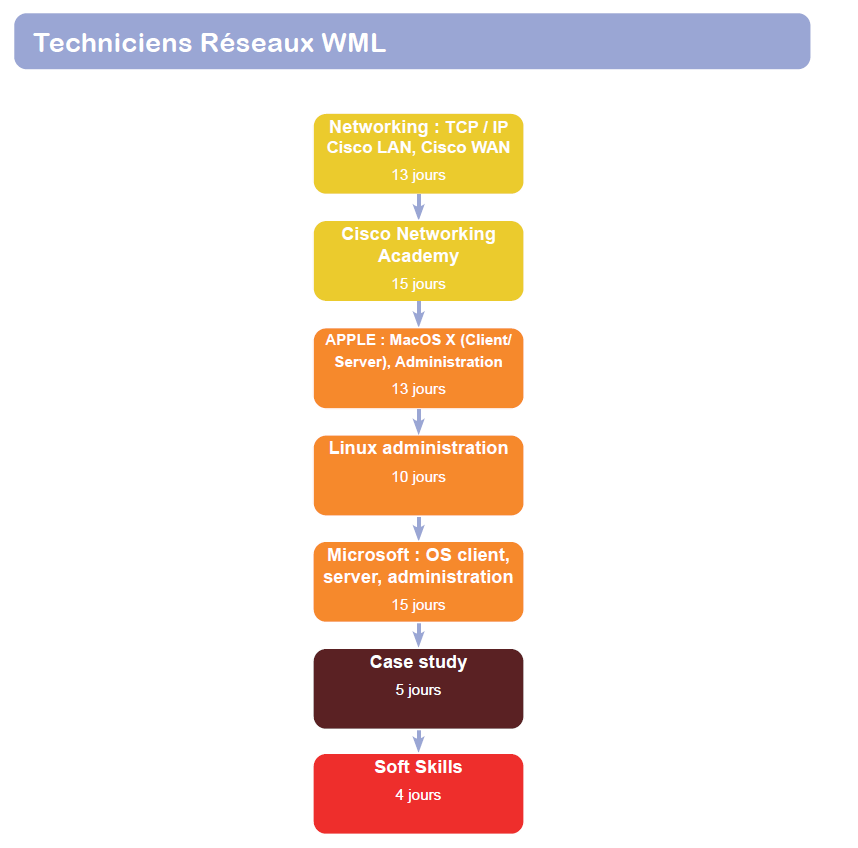 Techniciens Réseaux WML
Networking : TCP / IP
Cisco LAN, Cisco WAN
13 jours
Cisco Networking
Academy
15 jours
APPLE : MacOS X (Client/
Server), Administration
13 jours
Linux administration
10 jours
Microsoft : OS client,
server, administration
15 jours
Case study
5 jours
Soft Skills
4 jours